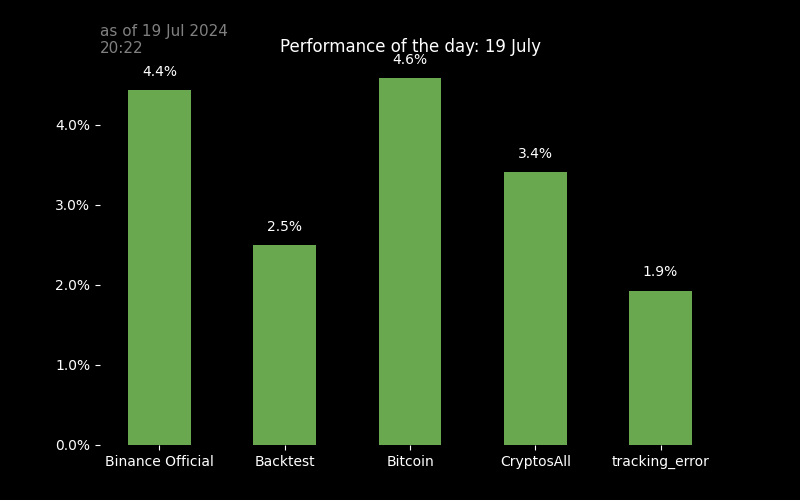 as of 19 Jul 2024
20:22
Performance of the day: 19 July
4.4%
2.5%
4.6%
3.4%
1.9%
4.0%
3.0%
2.0%
1.0%
0.0%
Binance Official
Backtest
Bitcoin
CryptosAll
tracking_error